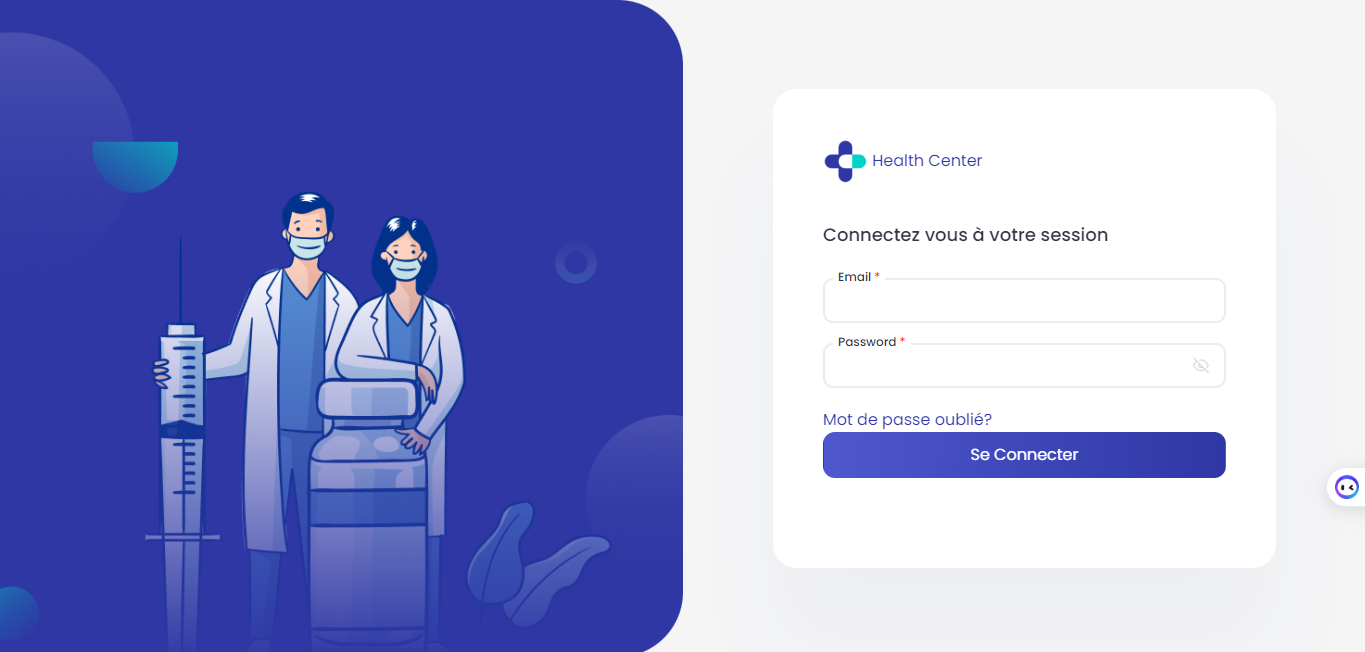 Health Center
Connectez vous à votre session
Email *
Password *
Mot de passe oublié?
Se Connecter